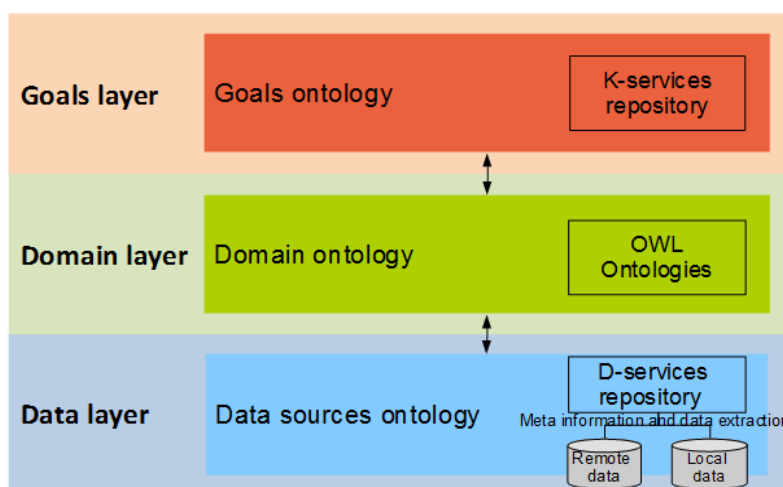 Goals layer
Goals ontology
K-services
repository
Domain layer
Domain ontology
OWL
Ontologies
Data layer
Data sources ontology
D-services
repository
Meta information and data extraction
Remote
data
Local
data